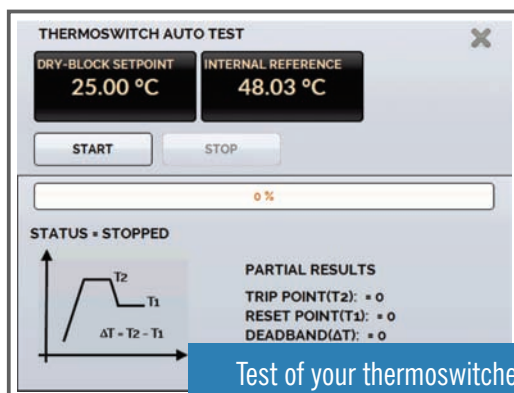 THERMOSWITCH AUTO TEST
DRY-BLOCK SETPOINT INTERNAL REFERENCE
25.00 ºC 48.03 ºC
START STOP
0 %
STATUS = STOPPED
T2
T1
ΔT = T2 - T1
PARTIAL RESULTS
TRIP POINT(T2): = 0
RESET POINT(T1): = 0
DEADBAND(ΔT): = 0
Test of your thermoswitche